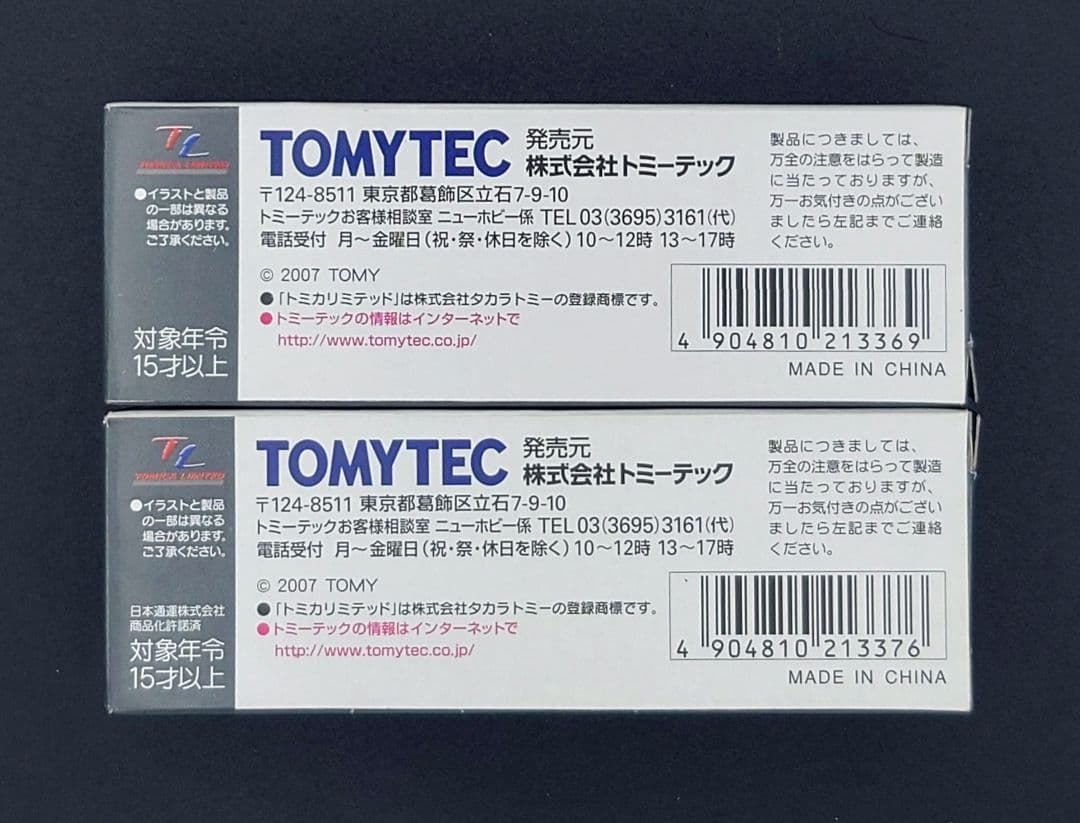 TL
TOMICA LIMITED
●イラストと製品
の一部は異なる
場合があります。
ご了承ください。
対象年令
15才以上
TOMYTEC
発売元
株式会社トミーテック
〒124-8511 東京都葛飾区立石7-9-10
トミーテックお客様相談室 ニューホビー係 TEL 03(3695)3161(代)
電話受付 月〜金曜日(祝・祭・休日を除く)10〜12時 13〜17時
© 2007 TOMY
●「トミカリミテッド」は株式会社タカラトミーの登録商標です。
●トミーテックの情報はインターネットで
http://www.tomytec.co.jp/
製品につきましては、
万全の注意をはらって製造
に当たっておりますが、
万一お気付きの点がござい
ましたら左記までご連絡
ください。
4 904810 213369
MADE IN CHINA
TL
TOMICA LIMITED
●イラストと製品
の一部は異なる
場合があります。
ご了承ください。
日本通運株式会社
商品化許諾済
対象年令
15才以上
TOMYTEC
発売元
株式会社トミーテック
〒124-8511 東京都葛飾区立石7-9-10
トミーテックお客様相談室 ニューホビー係 TEL 03(3695)3161(代)
電話受付 月〜金曜日(祝・祭・休日を除く)10〜12時 13〜17時
© 2007 TOMY
●「トミカリミテッド」は株式会社タカラトミーの登録商標です。
●トミーテックの情報はインターネットで
http://www.tomytec.co.jp/
製品につきましては、
万全の注意をはらって製造
に当たっておりますが、
万一お気付きの点がござい
ましたら左記までご連絡
ください。
4 904810 213376
MADE IN CHINA